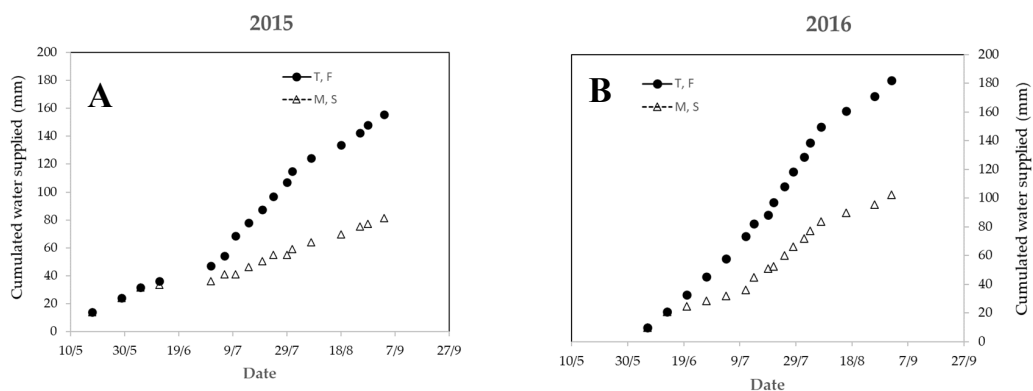 2015
A
T, F
M, S
Cumulated water supplied (mm)
200
180
160
140
120
100
80
60
40
20
0
10/5 30/5 19/6 9/7 29/7 18/8 7/9 27/9
Date
2016
B
T, F
M, S
200
180
160
140
120
100
80
60
40
20
0
Cumulated water supplied (mm)
10/5 30/5 19/6 9/7 29/7 18/8 7/9 27/9
Date